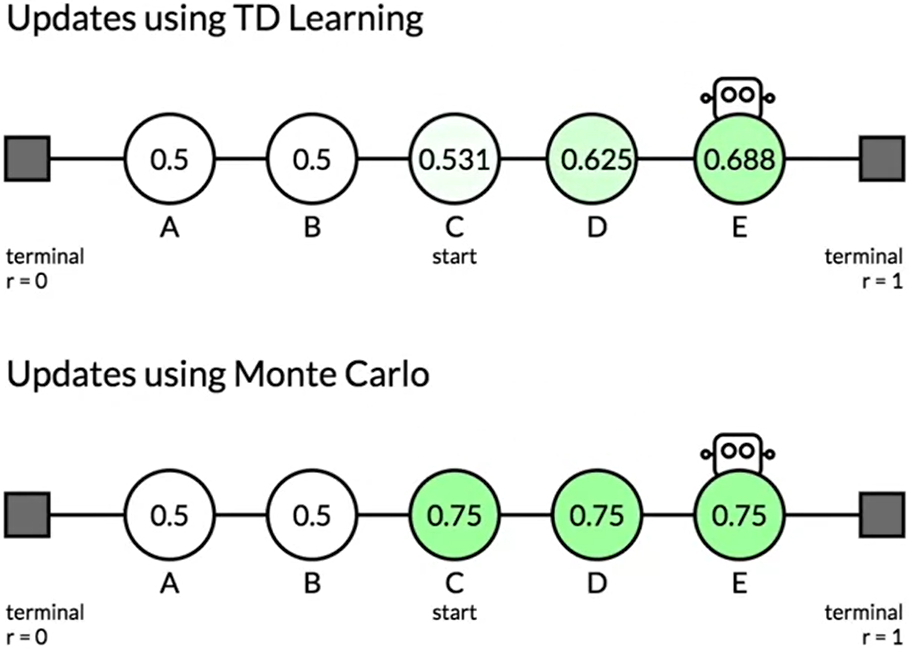 Updates using TD Learning
0.5 0.5 0.531 0.625 0.688
A B C D E
terminal start terminal
r = 0 r = 1
Updates using Monte Carlo
0.5 0.5 0.75 0.75 0.75
A B C D E
terminal start terminal
r = 0 r = 1